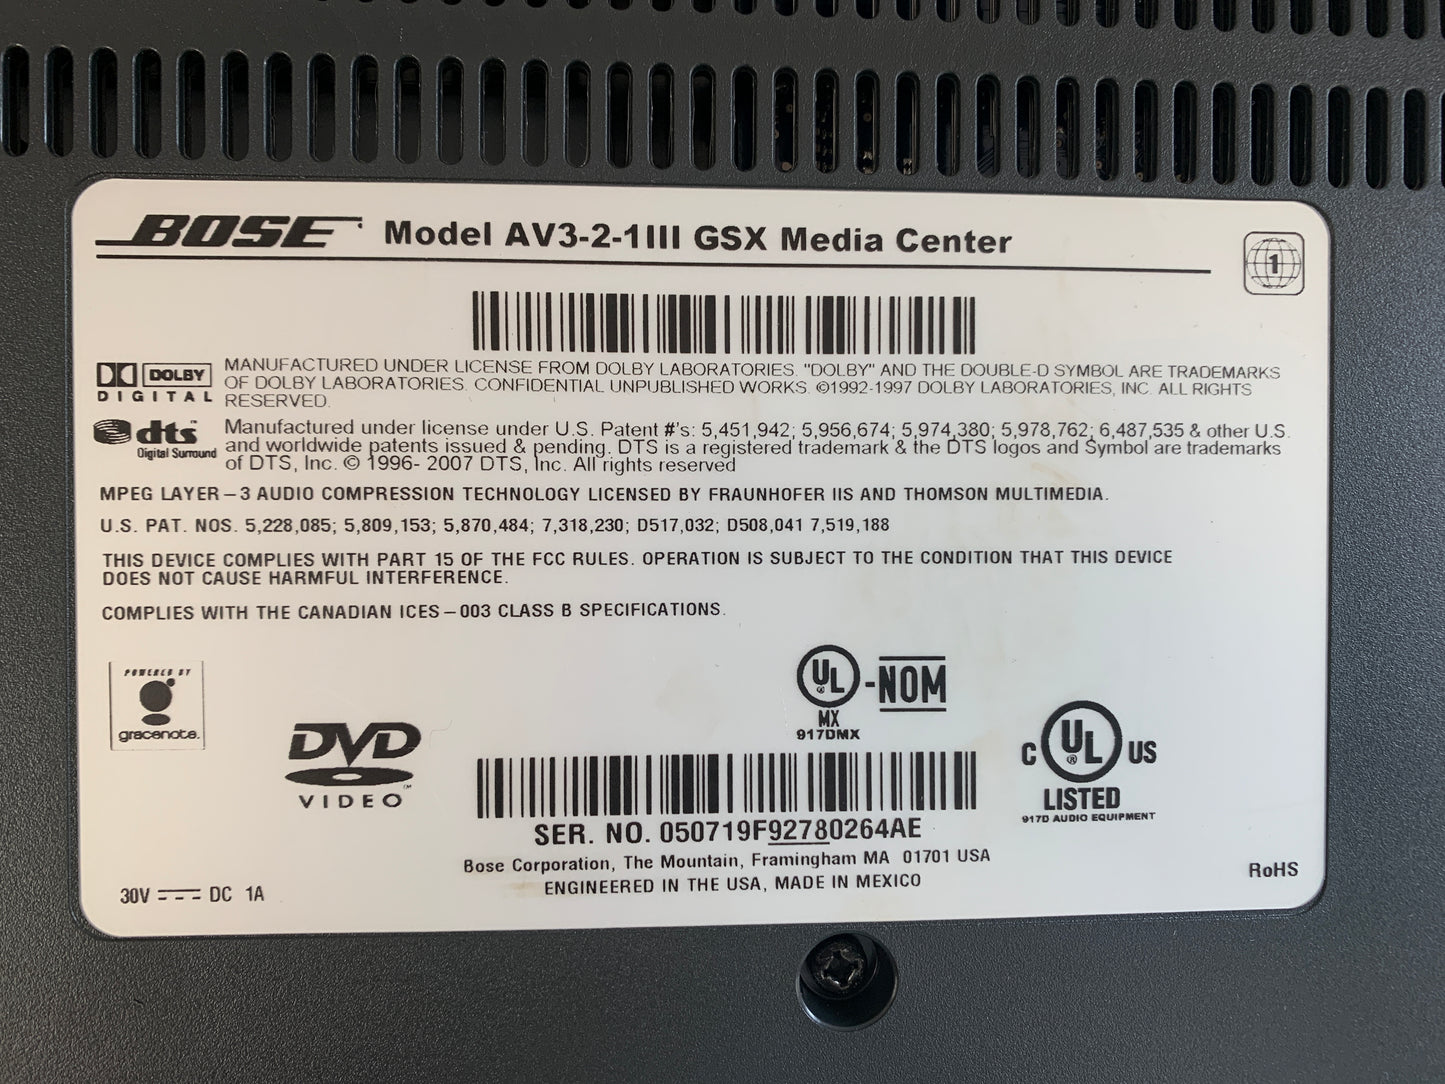 BOSE Model AV3-2-1III GSX Media Center
1
DOLBY
DIGITAL
MANUFACTURED UNDER LICENSE FROM DOLBY LABORATORIES. "DOLBY" AND THE DOUBLE-D SYMBOL ARE TRADEMARKS
OF DOLBY LABORATORIES. CONFIDENTIAL UNPUBLISHED WORKS. ©1992-1997 DOLBY LABORATORIES, INC. ALL RIGHTS
RESERVED.
dts™
Digital Surround
Manufactured under license under U.S. Patent #'s: 5,451,942; 5,956,674; 5,974,380; 5,978,762; 6,487,535 & other U.S.
and worldwide patents issued & pending. DTS is a registered trademark & the DTS logos and Symbol are trademarks
of DTS, Inc. © 1996- 2007 DTS, Inc. All rights reserved
MPEG LAYER–3 AUDIO COMPRESSION TECHNOLOGY LICENSED BY FRAUNHOFER IIS AND THOMSON MULTIMEDIA.
U.S. PAT. NOS. 5,228,085; 5,809,153; 5,870,484; 7,318,230; D517,032; D508,041 7,519,188
THIS DEVICE COMPLIES WITH PART 15 OF THE FCC RULES. OPERATION IS SUBJECT TO THE CONDITION THAT THIS DEVICE
DOES NOT CAUSE HARMFUL INTERFERENCE.
COMPLIES WITH THE CANADIAN ICES–003 CLASS B SPECIFICATIONS.
POWERED BY
gracenote.
DVD
VIDEO™
UL®-NOM
MX
917DMX
C UL® US
LISTED
917D AUDIO EQUIPMENT
SER. NO. 050719F92780264AE
Bose Corporation, The Mountain, Framingham MA 01701 USA
ENGINEERED IN THE USA, MADE IN MEXICO
30V DC 1A
RoHS